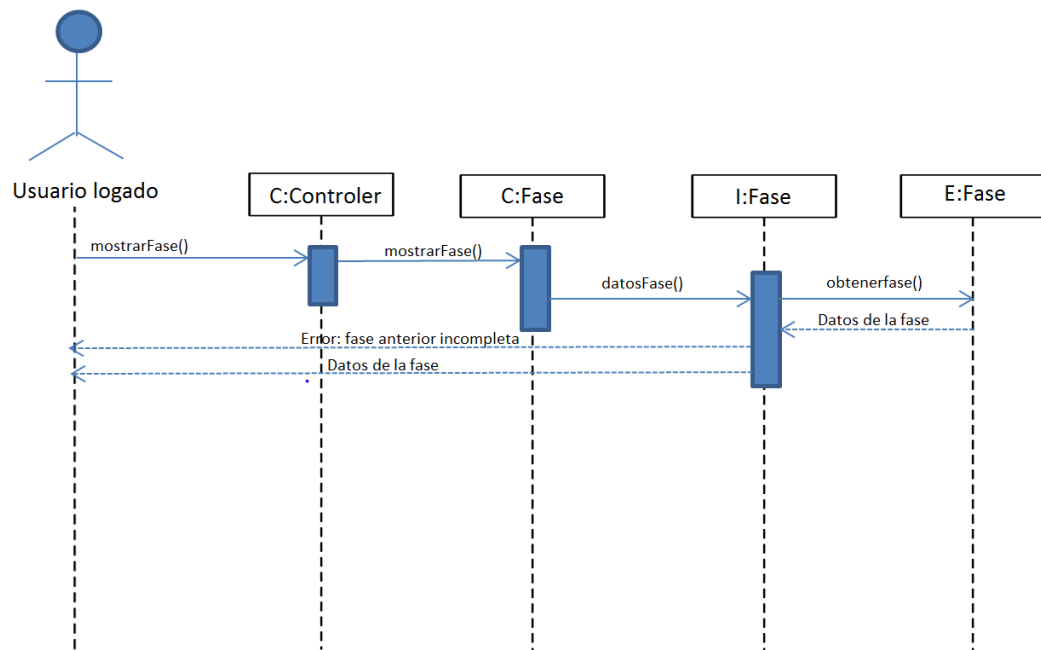 Usuario logado
C:Controler
C:Fase
I:Fase
E:Fase
mostrarFase()
mostrarFase()
datosFase()
obtenerfase()
Datos de la fase
Error: fase anterior incompleta
Datos de la fase